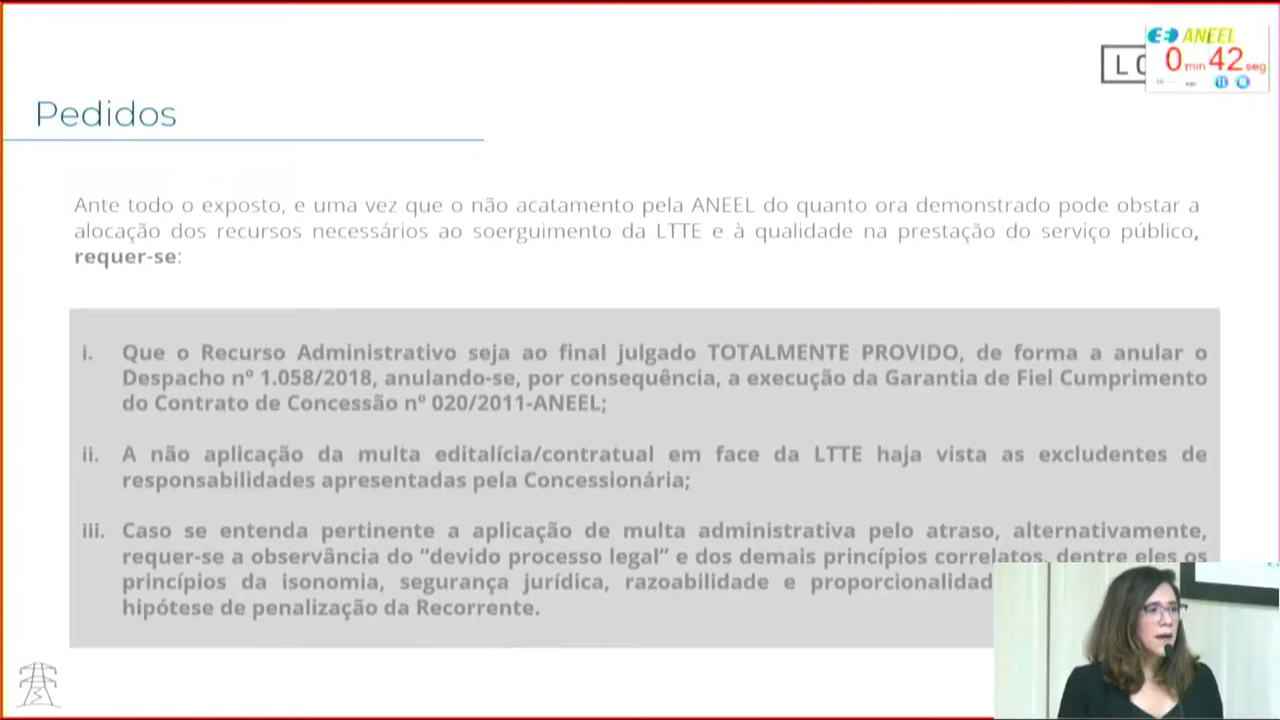 ANEEL
0 min 42 seg
10 min
LO
Pedidos
Ante todo o exposto, e uma vez que o não acatamento pela ANEEL do quanto ora demonstrado pode obstar a
alocação dos recursos necessários ao soerguimento da LTTE e à qualidade na prestação do serviço público,
requer-se:
i. Que o Recurso Administrativo seja ao final julgado TOTALMENTE PROVIDO, de forma a anular o
Despacho nº 1.058/2018, anulando-se, por consequência, a execução da Garantia de Fiel Cumprimento
do Contrato de Concessão nº 020/2011-ANEEL;
ii. A não aplicação da multa editalícia/contratual em face da LTTE haja vista as excludentes de
responsabilidades apresentadas pela Concessionária;
iii. Caso se entenda pertinente a aplicação de multa administrativa pelo atraso, alternativamente,
requer-se a observância do “devido processo legal” e dos demais princípios correlatos, dentre eles os
princípios da isonomia, segurança jurídica, razoabilidade e proporcionalidad
hipótese de penalização da Recorrente.